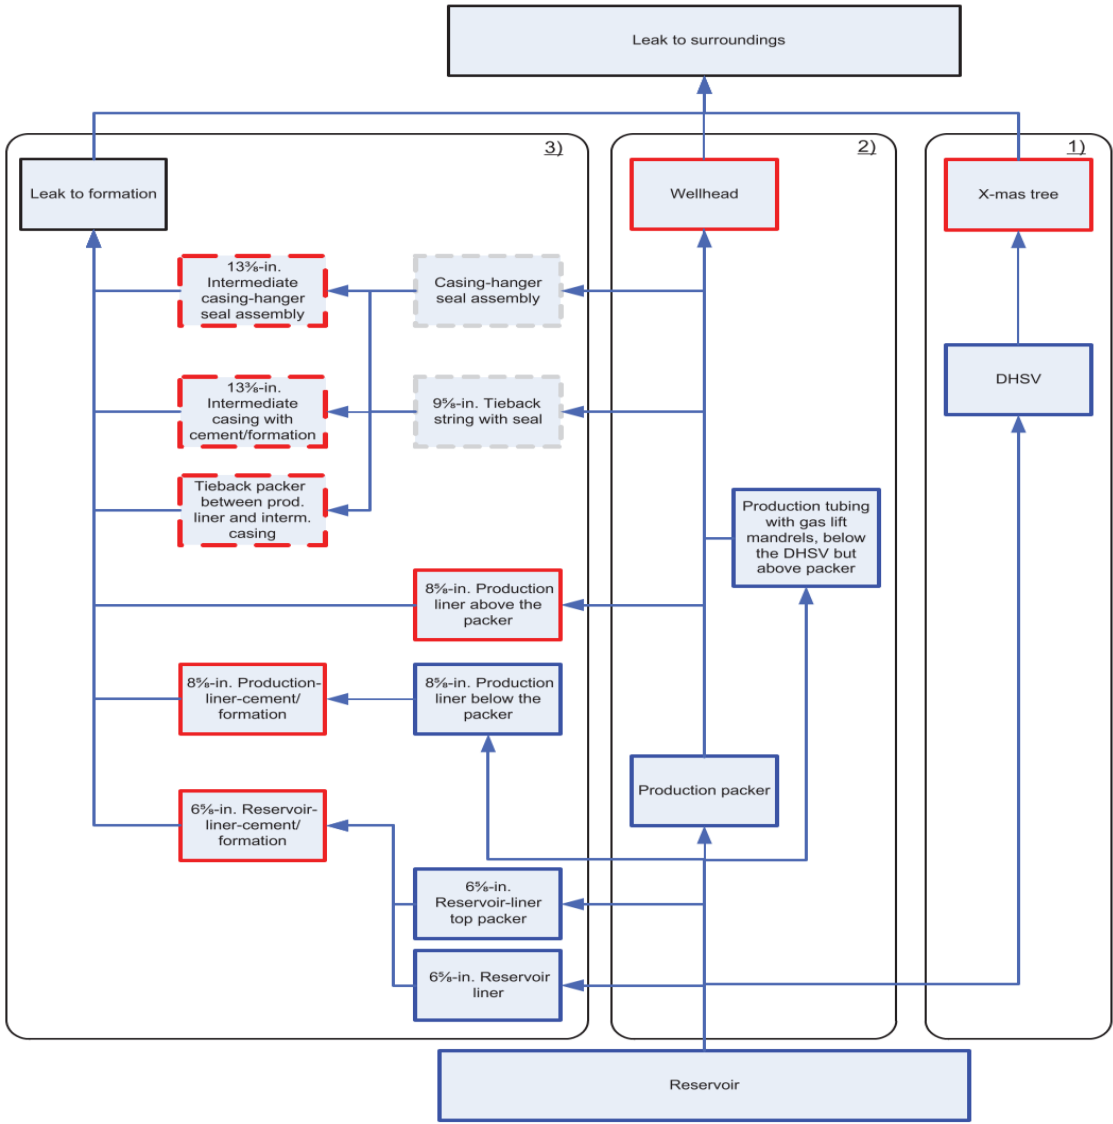 Leak to surroundings
3)
2)
1)
Leak to formation
Wellhead
X-mas tree
13⅜-in.
Intermediate
casing-hanger
seal assembly
Casing-hanger
seal assembly
DHSV
13⅜-in.
Intermediate
casing with
cement/formation
9⅝-in. Tieback
string with seal
Tieback packer
between prod.
liner and interm.
casing
Production tubing
with gas lift
mandrels, below
the DHSV but
above packer
8⅝-in. Production
liner above the
packer
8⅝-in. Production-
liner-cement/
formation
8⅝-in. Production
liner below the
packer
Production packer
6⅝-in. Reservoir-
liner-cement/
formation
6⅝-in.
Reservoir-liner
top packer
6⅝-in. Reservoir
liner
Reservoir